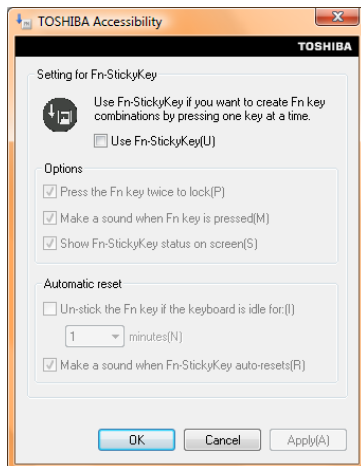 TOSHIBA Accessibility
TOSHIBA
Setting for Fn-StickyKey
Use Fn-StickyKey if you want to create Fn key
combinations by pressing one key at a time.
Use Fn-StickyKey(U)
Options
Press the Fn key twice to lock(P)
Make a sound when Fn key is pressed(M)
Show Fn-StickyKey status on screen(S)
Automatic reset
Un-stick the Fn key if the keyboard is idle for:(I)
1 minutes(N)
Make a sound when Fn-StickyKey auto-resets(R)
OK Cancel Apply(A)